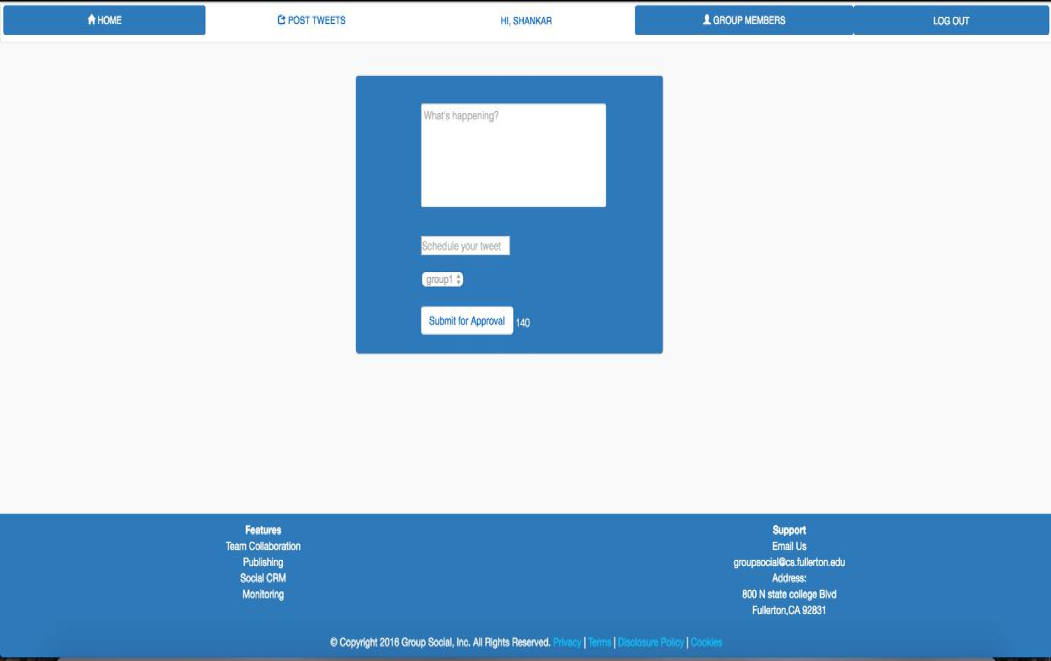 HOME POST TWEETS HI, SHANKAR GROUP MEMBERS LOG OUT
What's happening?
Schedule your tweet
group1
Submit for Approval 140
Features
Team Collaboration
Publishing
Social CRM
Monitoring
Support
Email Us
groupsocial@cs.fullerton.edu
Address:
800 N state college Blvd
Fullerton,CA 92831
© Copyright 2016 Group Social, Inc. All Rights Reserved. Privacy | Terms | Disclosure Policy | Cookies